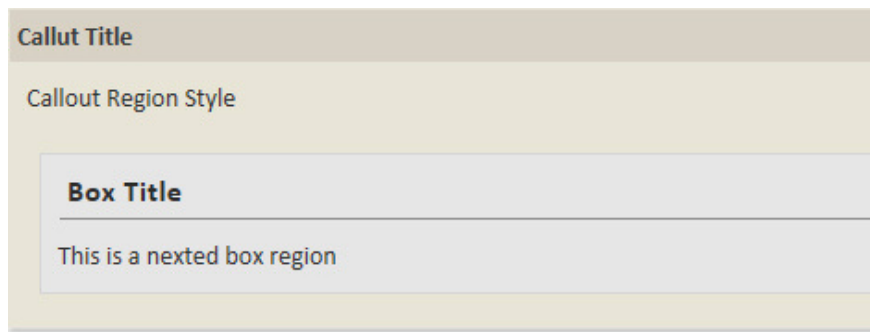 Callut Title
Callout Region Style
Box Title
This is a nexted box region